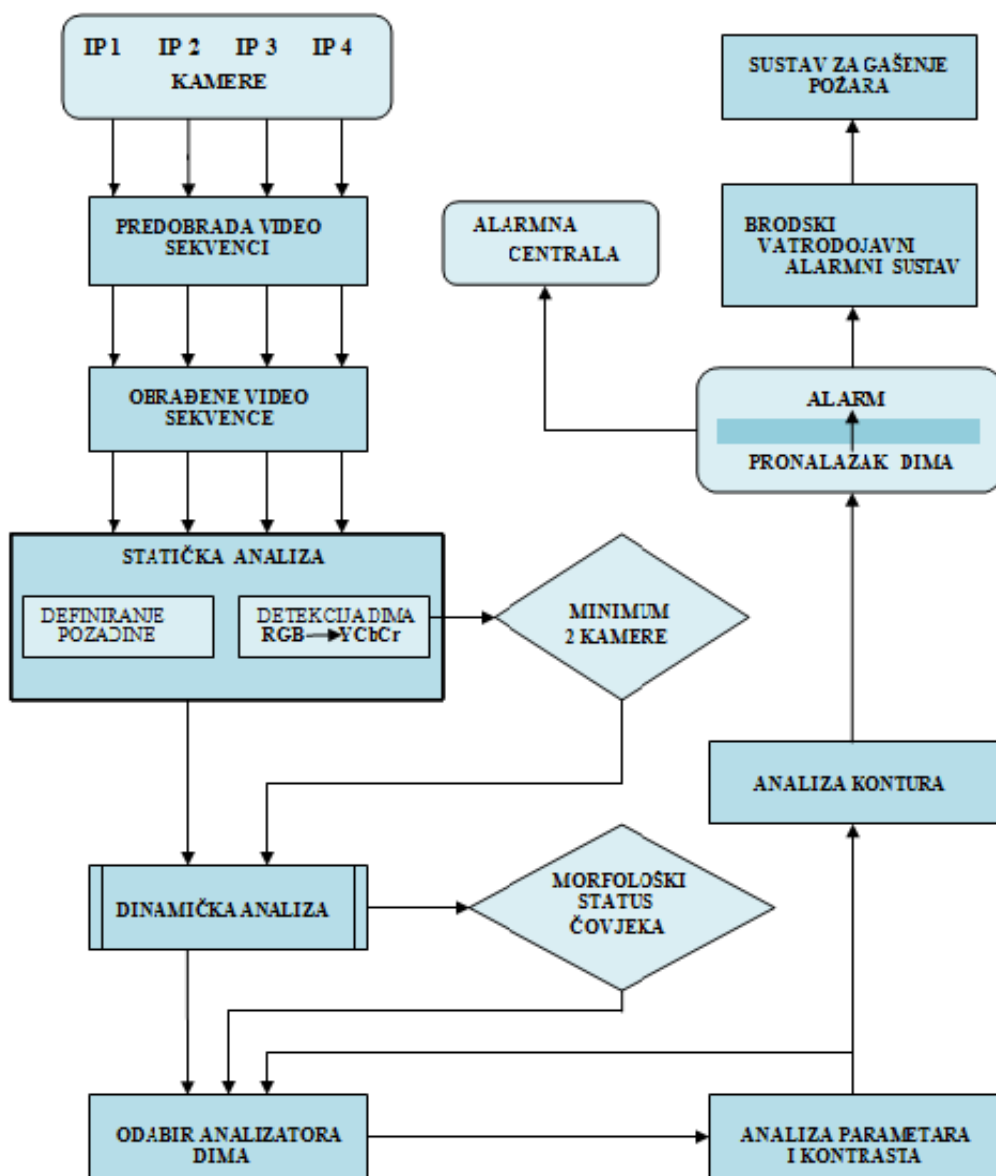 IP 1 IP 2 IP 3 IP 4
KAMERE
PREDOBRADA VIDEO
SEKVENCI
OBRAĐENE VIDEO
SEKVENCE
STATIČKA ANALIZA
DEFINIRANJE
POZADINE
DETEKCIJA DIMA
RGB YCbCr
MINIMUM
2 KAMERE
DINAMIČKA ANALIZA
MORFOLOŠKI
STATUS
ČOVJEKA
ODABIR ANALIZATORA
DIMA
ANALIZA PARAMETARA
I KONTRASTA
ANALIZA KONTURA
ALARM
PRONALAZAK DIMA
ALARMNA
CENTRALA
BRODSKI
VATRODOJAVNI
ALARMNI SUSTAV
SUSTAV ZA GAŠENJE
POŽARA